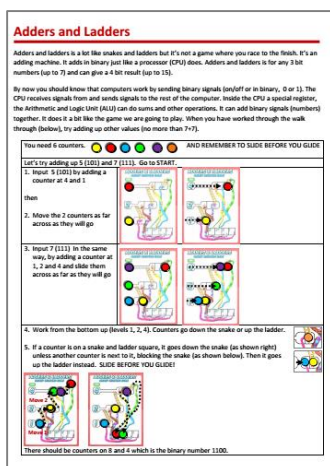 Adders and Ladders
Adders and ladders is a lot like snakes and ladders but it's not a game where you race to the finish. It's an
adding machine. It adds in binary just like a processor (CPU) does. Adders and ladders is for any 3 bit
numbers (up to 7) and can give a 4 bit result (up to 15).
By now you should know that computers work by sending binary signals (on/off or in binary, 0 or 1). The
CPU receives signals from and sends signals to the rest of the computer. Inside the CPU a special register,
the Arithmetic and Logic Unit (ALU) can do sums and other operations. It can add binary signals (numbers)
together. It does it a bit like the game we are going to play. When you have worked through the walk
through (below), try adding up other values (no more than 7+7).
You need 6 counters. AND REMEMBER TO SLIDE BEFORE YOU GLIDE
Let's try adding up 5 (101) and 7 (111). Go to START.
1. Input 5 (101) by adding a
counter at 4 and 1
then
2. Move the 2 counters as far
across as they will go
3. Input 7 (111) In the same
way, by adding a counter at
1, 2 and 4 and slide them
across as far as they will go
4. Work from the bottom up (levels 1, 2, 4). Counters go down the snake or up the ladder.
5. If a counter is on a snake and ladder square, it goes down the snake (as shown right)
unless another counter is next to it, blocking the snake (as shown below). Then it goes
up the ladder instead. SLIDE BEFORE YOU GLIDE!
Move 2
Move 1
There should be counters on 8 and 4 which is the binary number 1100.